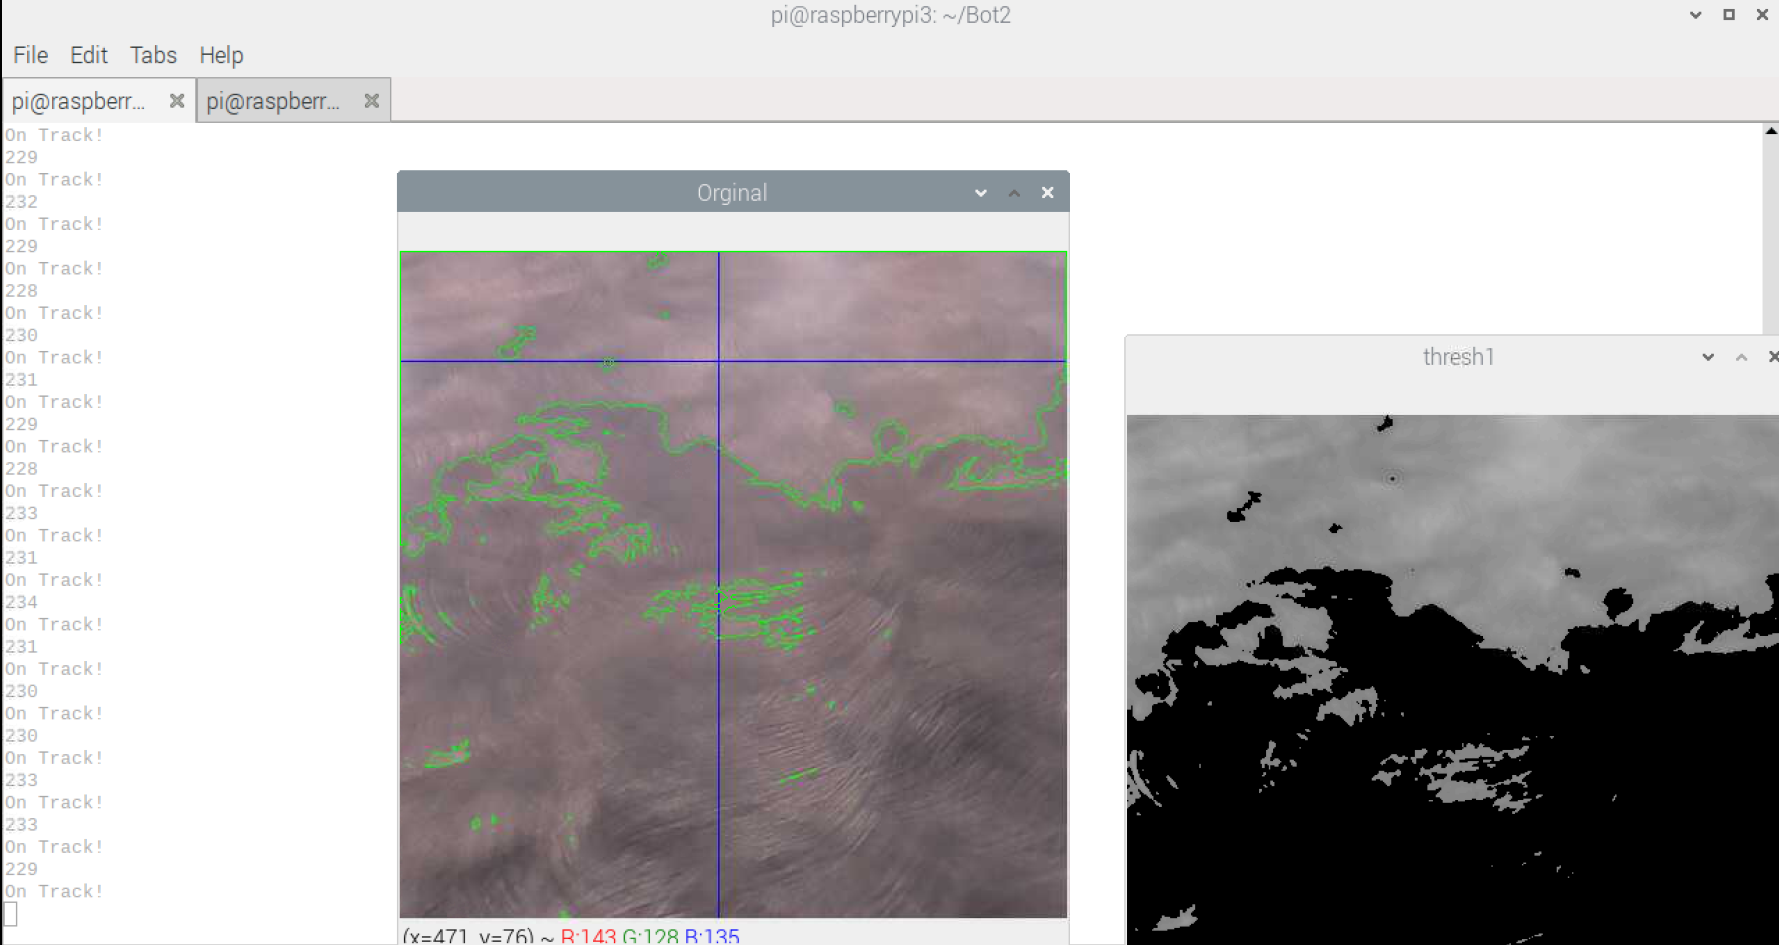 pi@raspberrypi3: ~/Bot2
File Edit Tabs Help
pi@raspberr... pi@raspberr...
On Track!
229
On Track!
232
On Track!
229
On Track!
228
On Track!
230
On Track!
231
On Track!
229
On Track!
228
On Track!
233
On Track!
231
On Track!
234
On Track!
231
On Track!
230
On Track!
230
On Track!
233
On Track!
233
On Track!
229
On Track!
Orginal
(x=471, y=76) ~ R:143 G:128 B:135
thresh1